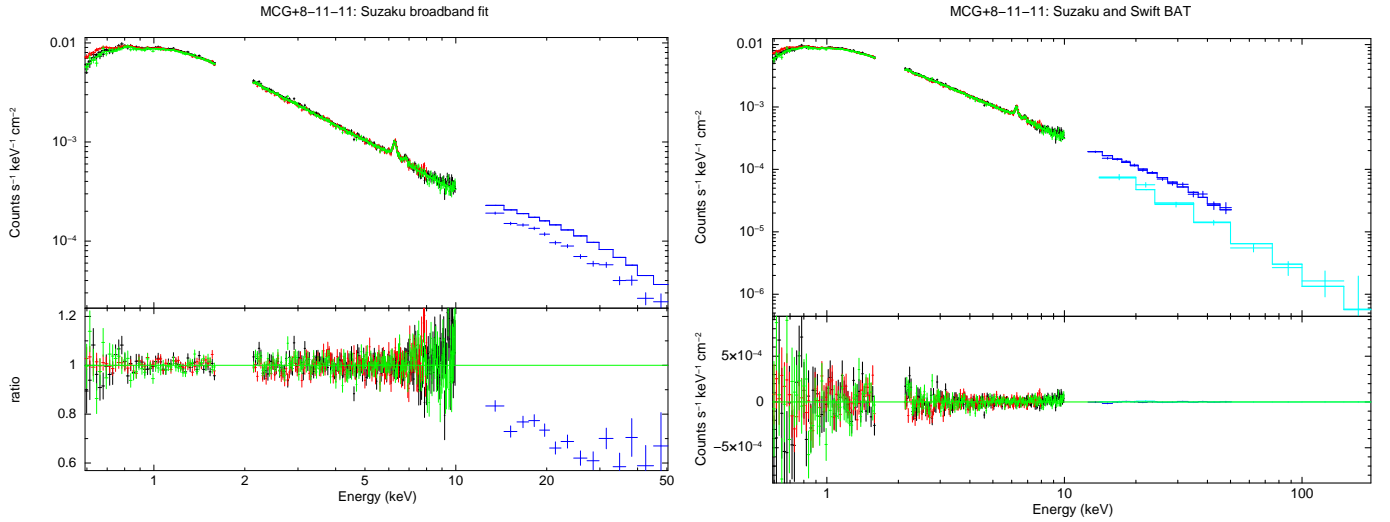 MCG+8−11−11: Suzaku broadband fit
0.01
10⁻³
10⁻⁴
Counts s⁻¹ keV⁻¹ cm⁻²
1.2
1
0.8
0.6
ratio
1 2 5 10 20 50
Energy (keV)
MCG+8−11−11: Suzaku and Swift BAT
0.01
10⁻³
10⁻⁴
10⁻⁵
10⁻⁶
Counts s⁻¹ keV⁻¹ cm⁻²
5×10⁻⁴
0
−5×10⁻⁴
Counts s⁻¹ keV⁻¹ cm⁻²
1 10 100
Energy (keV)